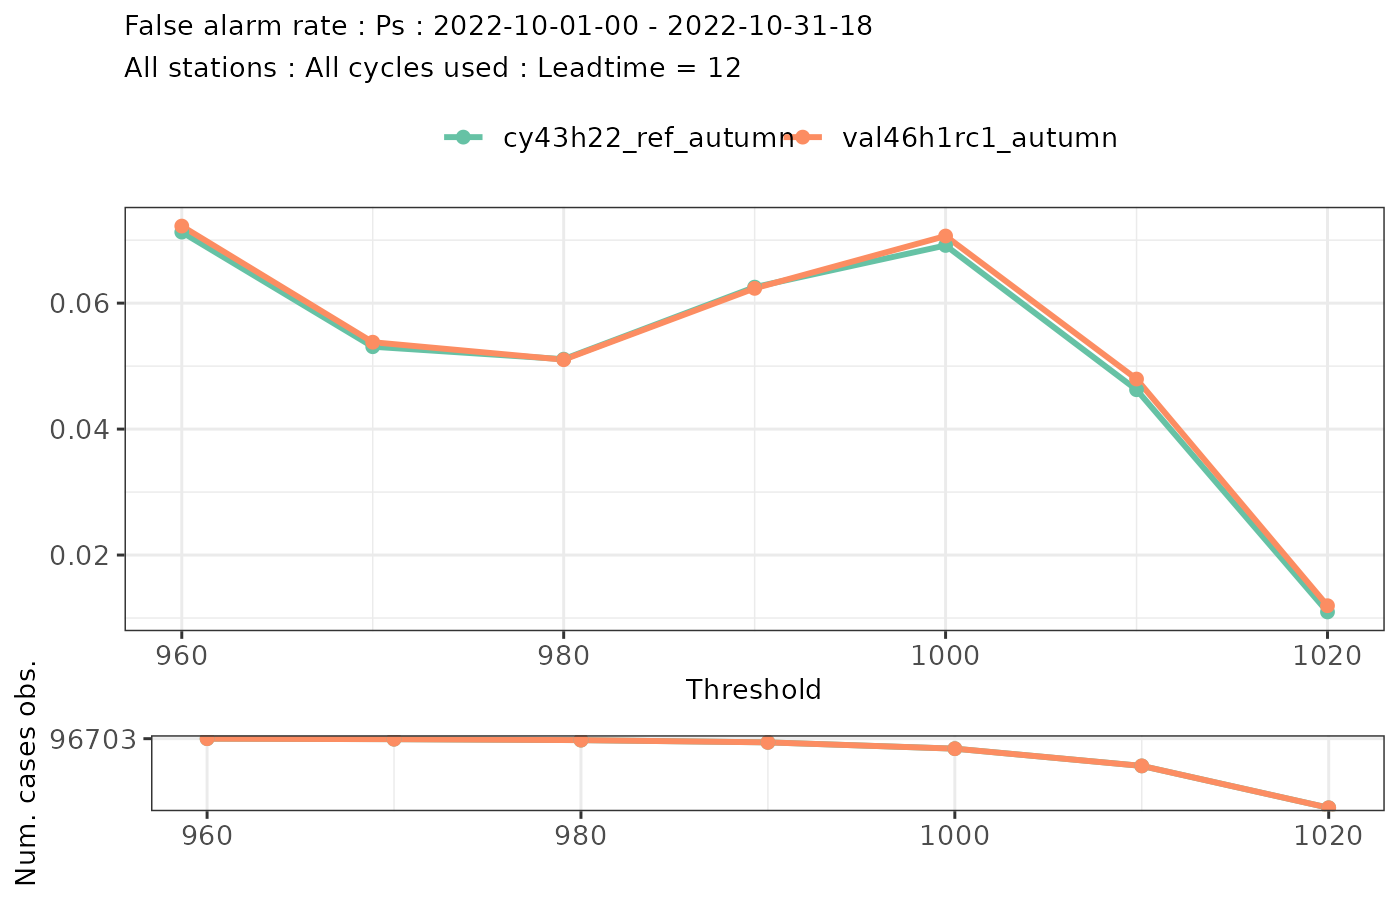 False alarm rate : Ps : 2022-10-01-00 - 2022-10-31-18
All stations : All cycles used : Leadtime = 12
cy43h22_ref_autumn val46h1rc1_autumn
0.06
0.04
0.02
960 980 1000 1020
Threshold
Num. cases obs.
96703
960 980 1000 1020